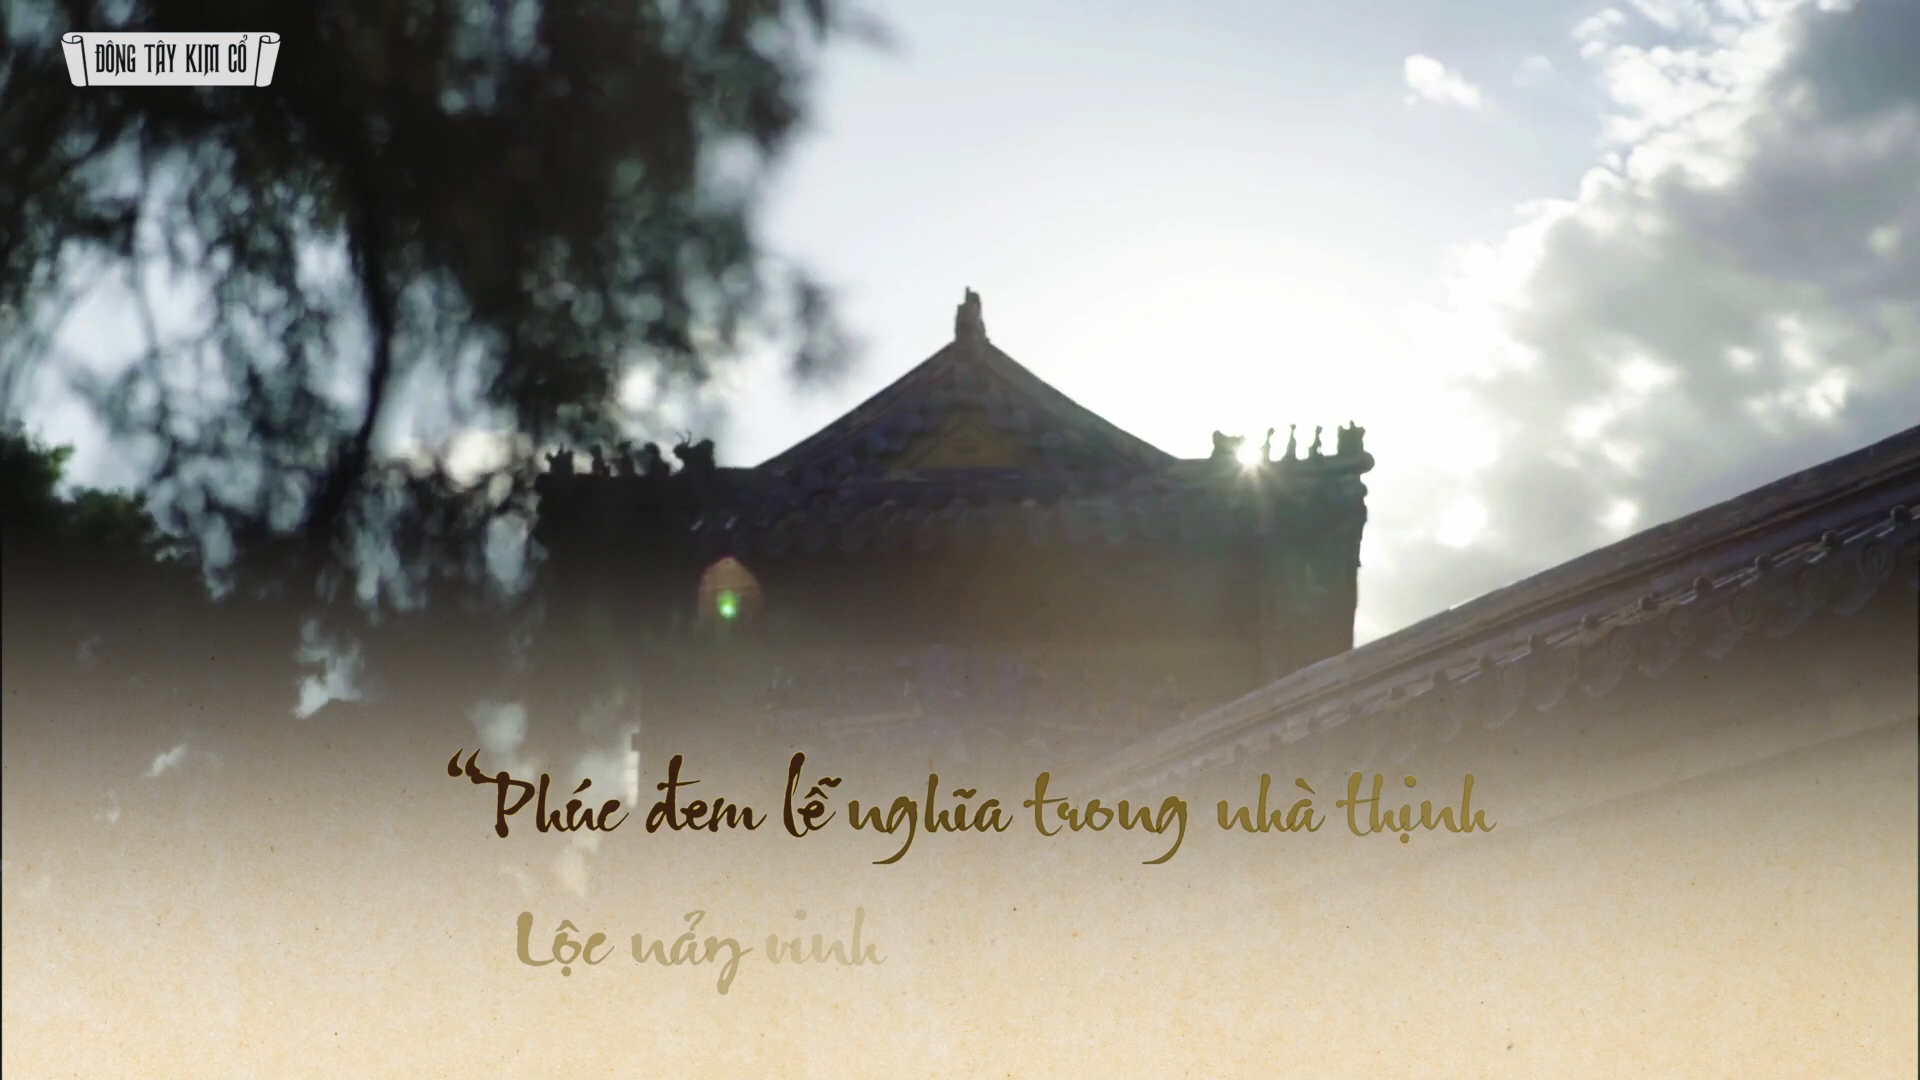 ĐÔNG TÂY KIM CỔ
“Phúc đem lễ nghĩa trong nhà thịnh
Lộc nảy vinh